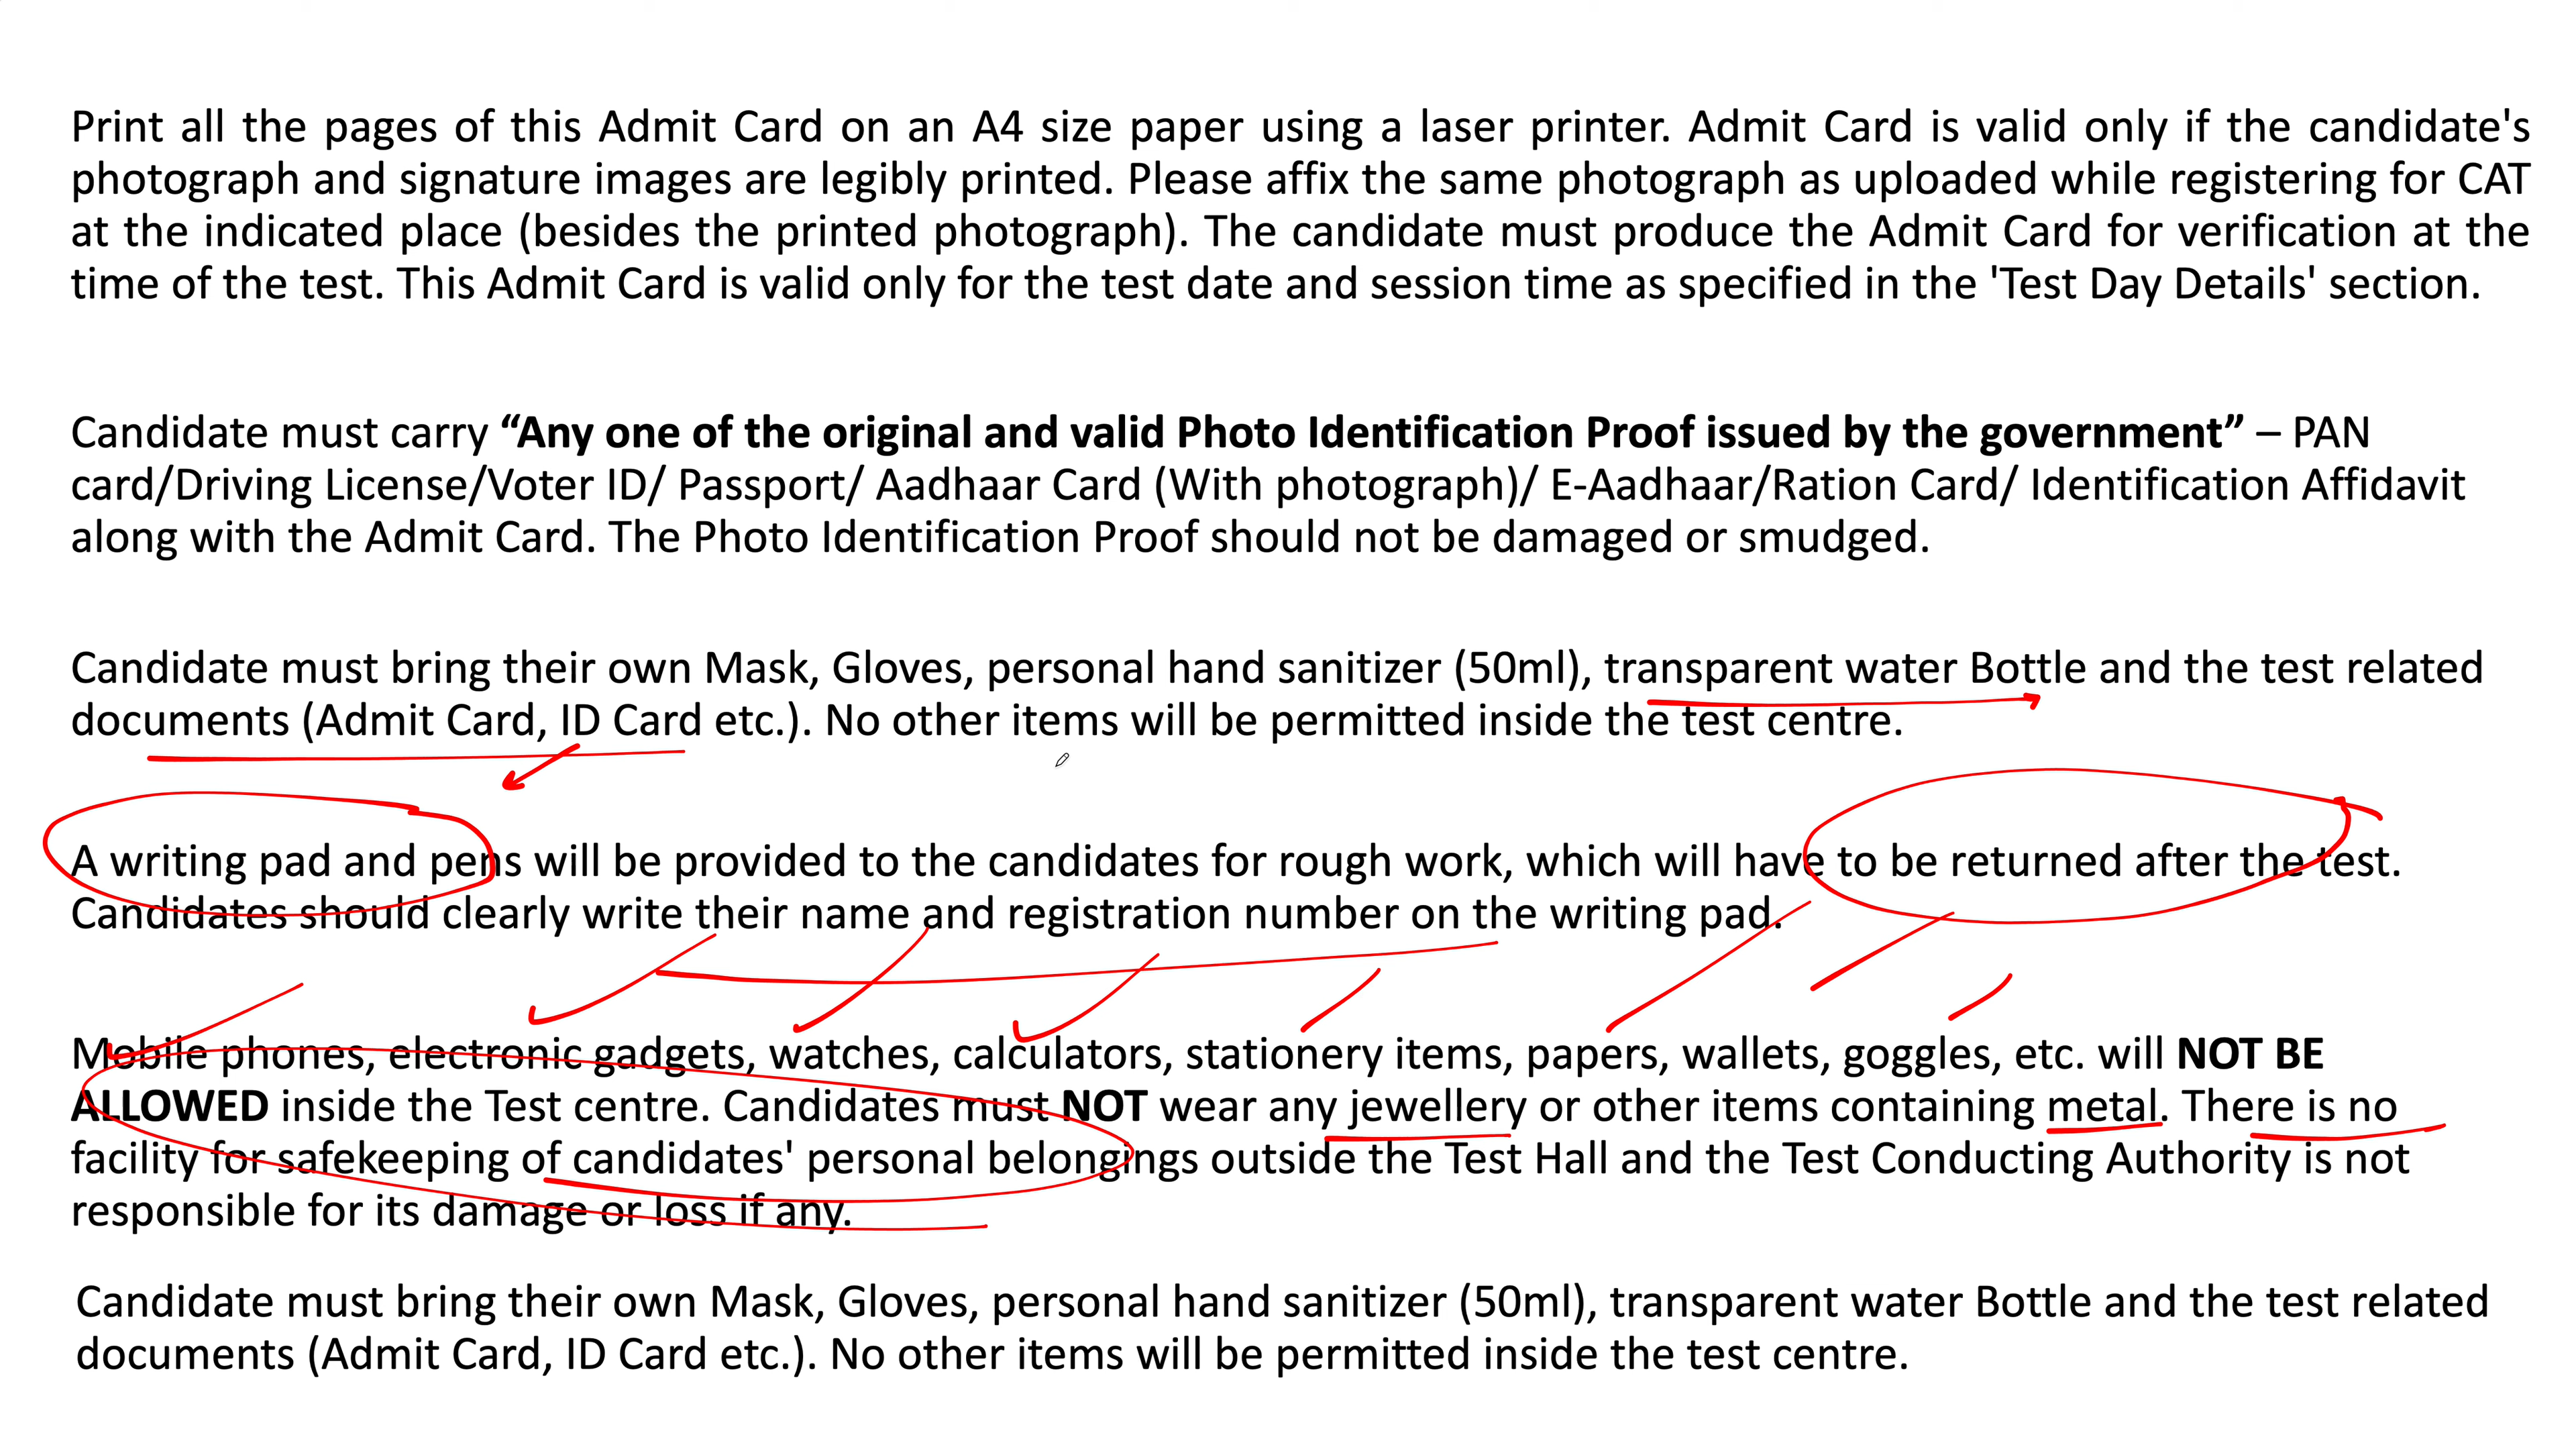 Print all the pages of this Admit Card on an A4 size paper using a laser printer. Admit Card is valid only if the candidate's
photograph and signature images are legibly printed. Please affix the same photograph as uploaded while registering for CAT
at the indicated place (besides the printed photograph). The candidate must produce the Admit Card for verification at the
time of the test. This Admit Card is valid only for the test date and session time as specified in the 'Test Day Details' section.
Candidate must carry “Any one of the original and valid Photo Identification Proof issued by the government” – PAN
card/Driving License/Voter ID/ Passport/ Aadhaar Card (With photograph)/ E-Aadhaar/Ration Card/ Identification Affidavit
along with the Admit Card. The Photo Identification Proof should not be damaged or smudged.
Candidate must bring their own Mask, Gloves, personal hand sanitizer (50ml), transparent water Bottle and the test related
documents (Admit Card, ID Card etc.). No other items will be permitted inside the test centre.
A writing pad and pens will be provided to the candidates for rough work, which will have to be returned after the test.
Candidates should clearly write their name and registration number on the writing pad.
Mobile phones, electronic gadgets, watches, calculators, stationery items, papers, wallets, goggles, etc. will NOT BE
ALLOWED inside the Test centre. Candidates must NOT wear any jewellery or other items containing metal. There is no
facility for safekeeping of candidates' personal belongings outside the Test Hall and the Test Conducting Authority is not
responsible for its damage or loss if any.
Candidate must bring their own Mask, Gloves, personal hand sanitizer (50ml), transparent water Bottle and the test related
documents (Admit Card, ID Card etc.). No other items will be permitted inside the test centre.